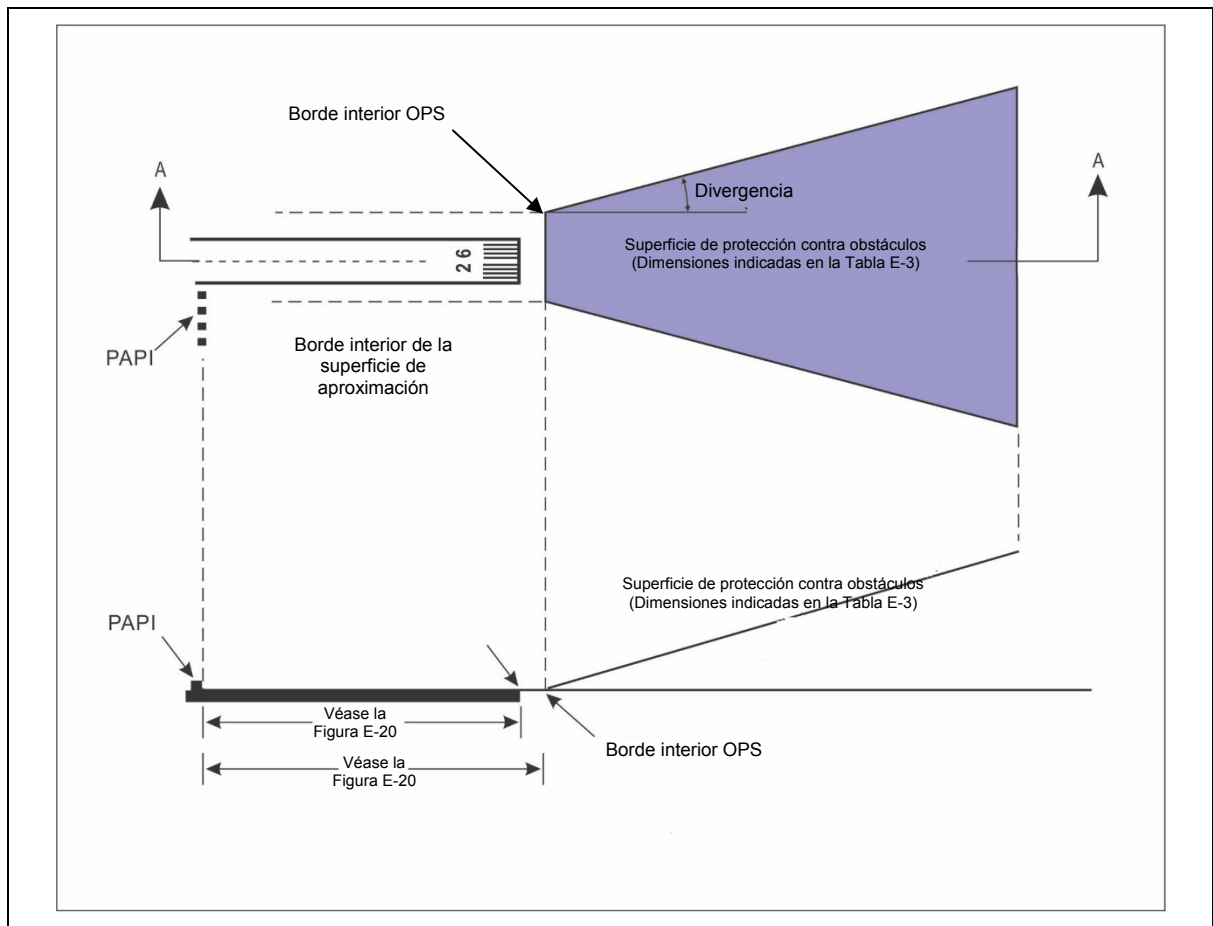 Borde interior OPS
A
A
Divergencia
Superficie de protección contra obstáculos
(Dimensiones indicadas en la Tabla E-3)
26
PAPI
Borde interior de la
superficie de
aproximación
Superficie de protección contra obstáculos
(Dimensiones indicadas en la Tabla E-3)
PAPI
Véase la
Figura E-20
Borde interior OPS
Véase la
Figura E-20